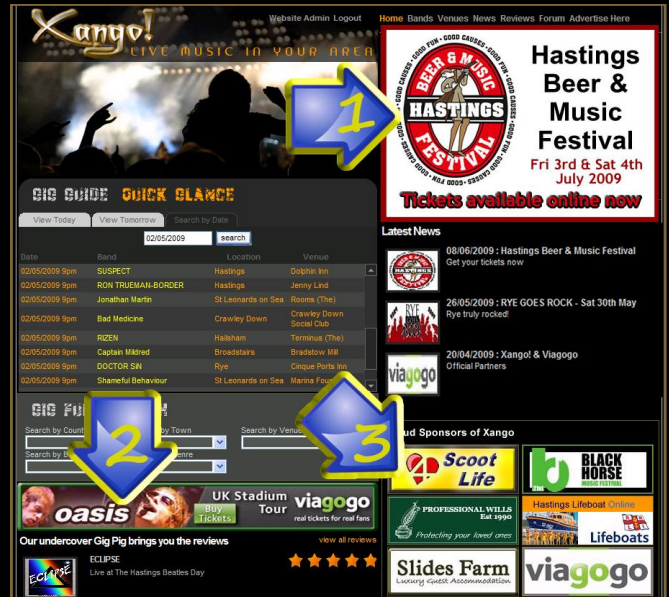 Xango!
LIVE MUSIC IN YOUR AREA
Website Admin Logout
Home Bands Venues News Reviews Forum Advertise Here
1
GOOD FUN - GOOD CAUSES
BEER & MUSIC
HASTINGS
FESTIVAL
Hastings
Beer &
Music
Festival
Fri 3rd & Sat 4th
July 2009
Tickets available online now
GIG GUIDE QUICK GLANCE
View Today View Tomorrow Search by Date
02/05/2009 search
Date Band Location Venue
02/05/2009 9pm SUSPECT Hastings Dolphin Inn
02/05/2009 9pm RON TRUEMAN-BORDER Hastings Jenny Lind
02/05/2009 9pm Jonathan Martin St Leonards on Sea Rooms (The)
02/05/2009 9pm Bad Medicine Crawley Down Crawley Down
Social Club
02/05/2009 9pm RIZEN Hailsham Terminus (The)
02/05/2009 9pm Captain Mildred Broadstairs Bradstow Mill
02/05/2009 9pm DOCTOR SIN Rye Cinque Ports Inn
02/05/2009 9pm Shameful Behaviour St Leonards on Sea Marina
Latest News
HASTINGS
08/06/2009 : Hastings Beer & Music Festival
Get your tickets now
RYE
26/05/2009 : RYE GOES ROCK - Sat 30th May
Rye truly rocked!
viagogo
20/04/2009 : Xango! & Viagogo
Official Partners
GIG
Search by Town
Search by
2
3
Sponsors of Xango
Scoot
Life
BLACK
HORSE
MUSIC FESTIVAL
PROFESSIONAL WILLS
Est 1990
Protecting your loved ones
Hastings Lifeboat Online
RNLI
Lifeboats
Slides Farm
Luxury Guest Accommodation
viagogo
oasis
UK Stadium
Tour
Buy
Tickets
viagogo
real tickets for real fans
Our undercover Gig Pig brings you the reviews view all reviews
ECLIPSE
ECLIPSE
Live at The Hastings Beatles Day